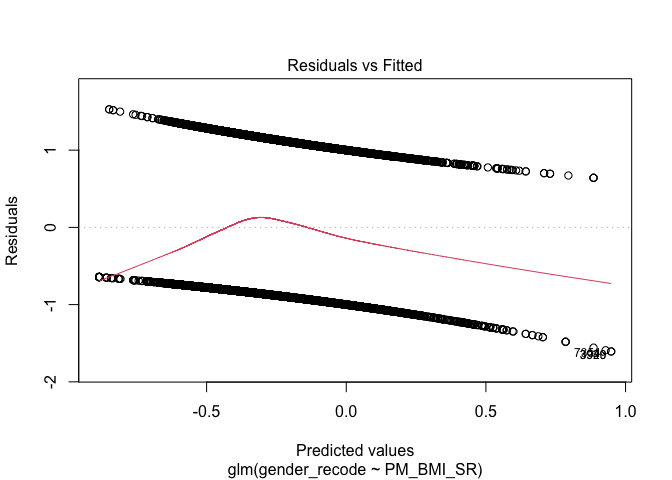 Residuals vs Fitted
Residuals
1
0
-1
-2
-0.5
0.0
0.5
1.0
Predicted values
glm(gender_recode ~ PM_BMI_SR)